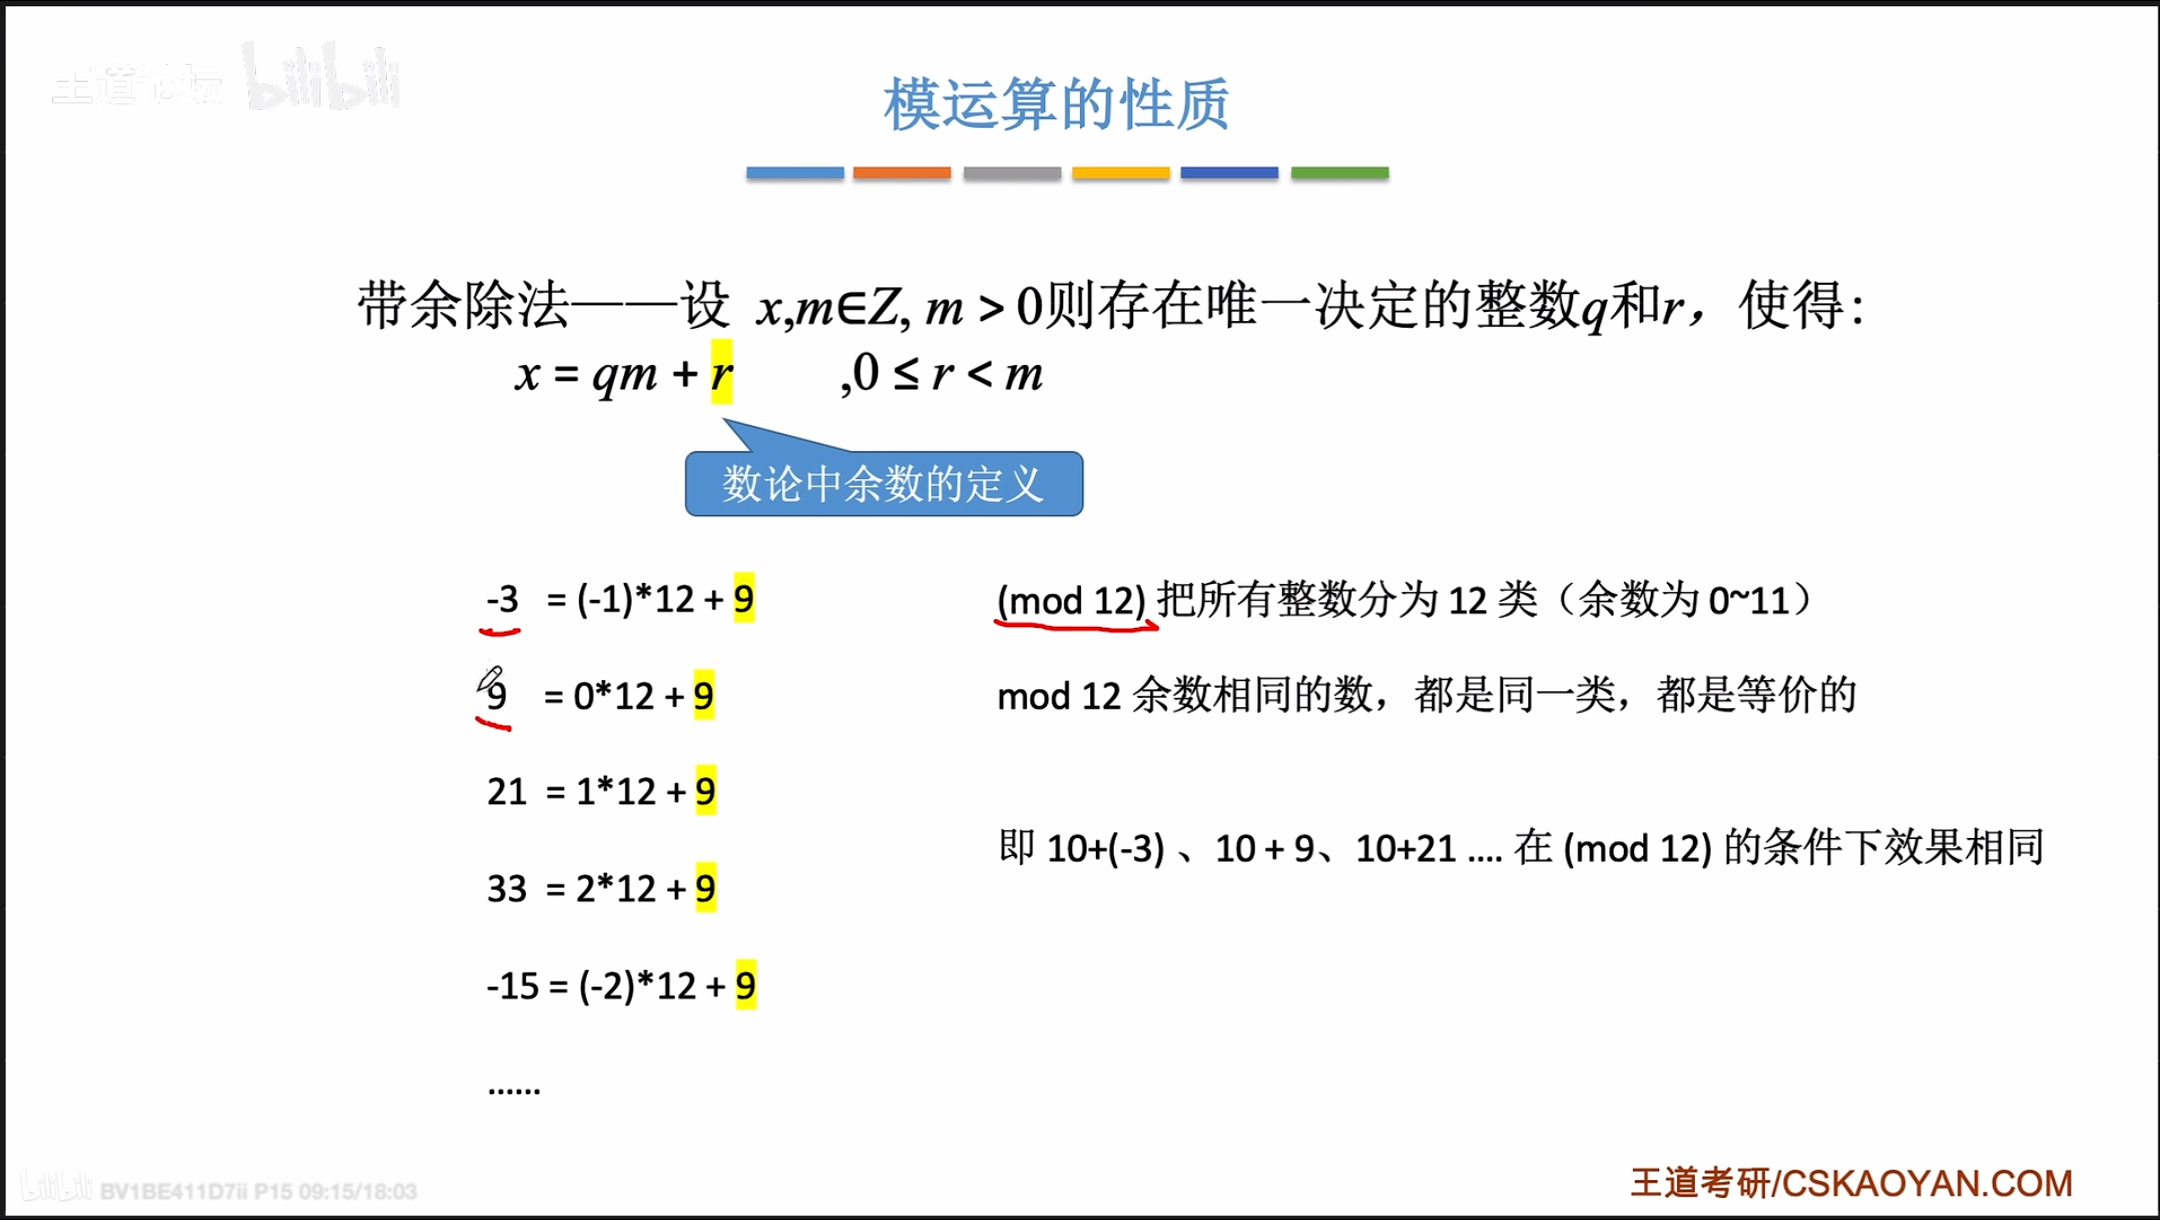 王道论坛 bilibili
模运算的性质
带余除法——设 x,m∈Z, m > 0则存在唯一决定的整数q和r，使得：
x = qm + r ,0 ≤ r < m
数论中余数的定义
-3 = (-1)*12 + 9
9 = 0*12 + 9
21 = 1*12 + 9
33 = 2*12 + 9
-15 = (-2)*12 + 9
......
(mod 12) 把所有整数分为 12 类（余数为 0~11）
mod 12 余数相同的数，都是同一类，都是等价的
即 10+(-3) 、10 + 9、10+21 .... 在 (mod 12) 的条件下效果相同
bilibili BV1BE411D7ii P15 09:15/18:03
王道考研/CSKAOYAN.COM